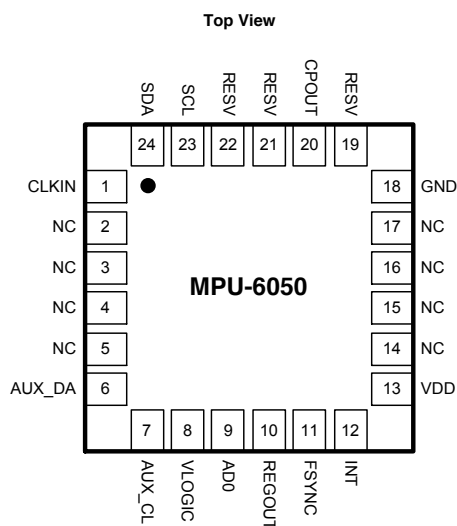 Top View
SDA SCL RESV RESV CPOUT RESV
24 23 22 21 20 19
CLKIN 1 18 GND
NC 2 17 NC
NC 3 16 NC
MPU-6050
NC 4 15 NC
NC 5 14 NC
AUX_DA 6 13 VDD
7 8 9 10 11 12
AUX_CL VLOGIC AD0 REGOUT FSYNC INT